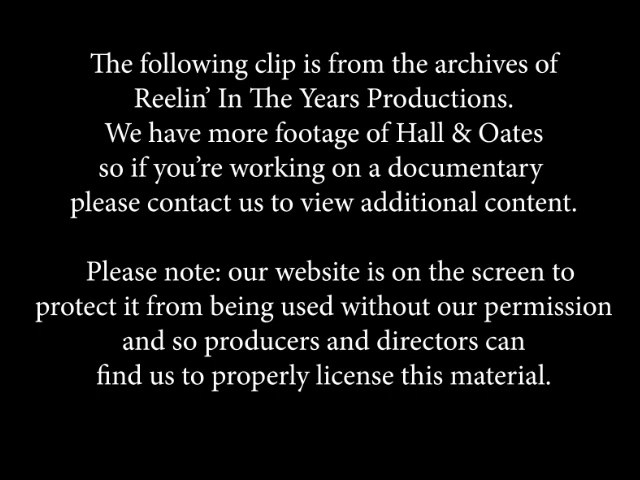 The following clip is from the archives of
Reelin’ In The Years Productions.
We have more footage of Hall & Oates
so if you’re working on a documentary
please contact us to view additional content.
Please note: our website is on the screen to
protect it from being used without our permission
and so producers and directors can
find us to properly license this material.